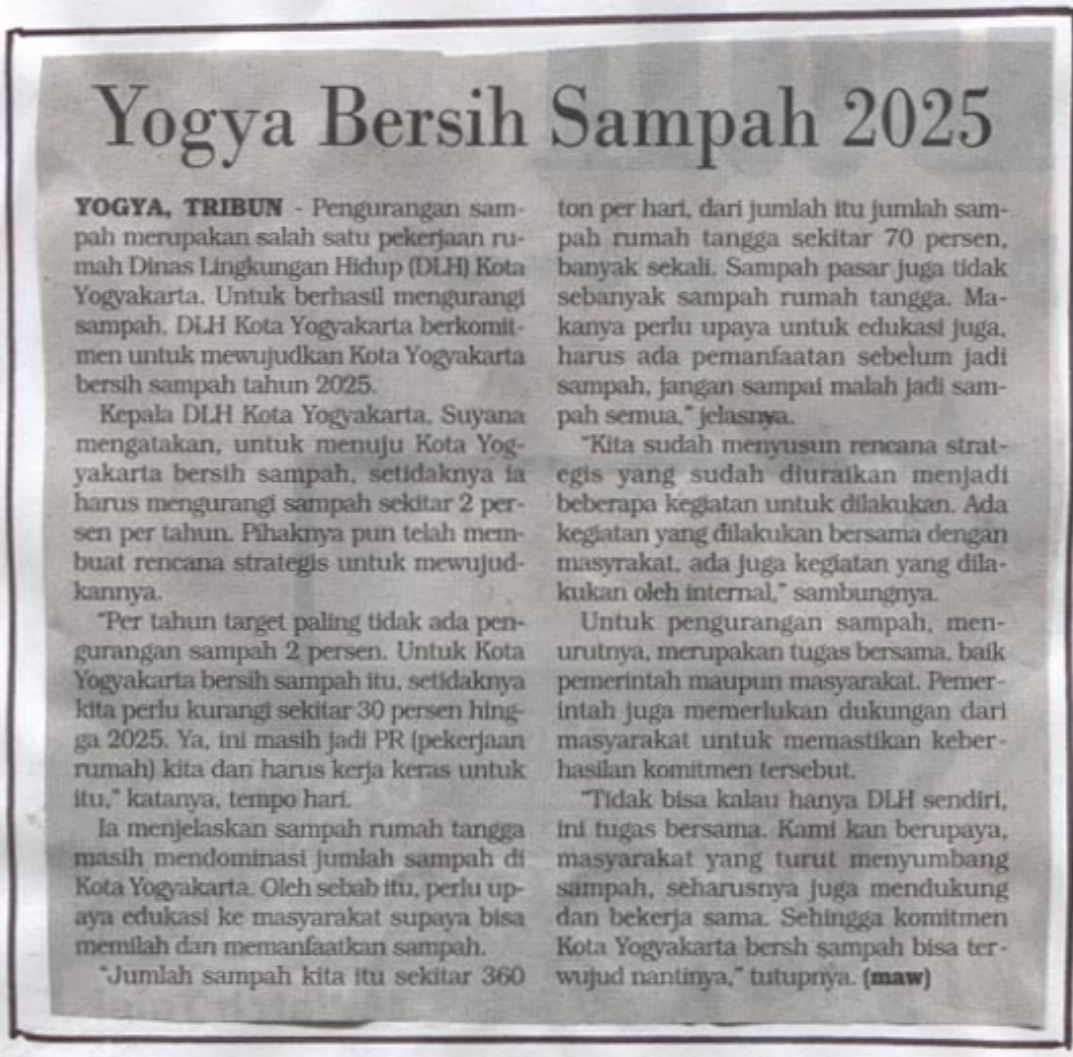 Yogya Bersih Sampah 2025
YOGYA, TRIBUN - Pengurangan sam-
pah merupakan salah satu pekerjaan ru-
mah Dinas Lingkungan Hidup (DLH) Kota
Yogyakarta. Untuk berhasil mengurangi
sampah, DLH Kota Yogyakarta berkomit-
men untuk mewujudkan Kota Yogyakarta
bersih sampah tahun 2025.
Kepala DLH Kota Yogyakarta, Suyana
mengatakan, untuk menuju Kota Yog-
yakarta bersih sampah, setidaknya ia
harus mengurangi sampah sekitar 2 per-
sen per tahun. Pihaknya pun telah mem-
buat rencana strategis untuk mewujud-
kannya.
"Per tahun target paling tidak ada pen-
gurangan sampah 2 persen. Untuk Kota
Yogyakarta bersih sampah itu, setidaknya
kita perlu kurangi sekitar 30 persen hing-
ga 2025. Ya, ini masih jadi PR (pekerjaan
rumah) kita dan harus kerja keras untuk
itu," katanya, tempo hari.
Ia menjelaskan sampah rumah tangga
masih mendominasi jumlah sampah di
Kota Yogyakarta. Oleh sebab itu, perlu up-
aya edukasi ke masyarakat supaya bisa
memilah dan memanfaatkan sampah.
"Jumlah sampah kita itu sekitar 360
ton per hari, dari jumlah itu jumlah sam-
pah rumah tangga sekitar 70 persen,
banyak sekali. Sampah pasar juga tidak
sebanyak sampah rumah tangga. Ma-
kanya perlu upaya untuk edukasi juga,
harus ada pemanfaatan sebelum jadi
sampah, jangan sampai malah jadi sam-
pah semua," jelasnya.
"Kita sudah menyusun rencana strat-
egis yang sudah diuraikan menjadi
beberapa kegiatan untuk dilakukan. Ada
kegiatan yang dilakukan bersama dengan
masyrakat, ada juga kegiatan yang dila-
kukan oleh internal," sambungnya.
Untuk pengurangan sampah, men-
urutnya, merupakan tugas bersama, baik
pemerintah maupun masyarakat. Pemer-
intah juga memerlukan dukungan dari
masyarakat untuk memastikan keber-
hasilan komitmen tersebut.
"Tidak bisa kalau hanya DLH sendiri,
ini tugas bersama. Kami kan berupaya,
masyarakat yang turut menyumbang
sampah, seharusnya juga mendukung
dan bekerja sama. Sehingga komitmen
Kota Yogyakarta bersh sampah bisa ter-
wujud nantinya," tutupnya. (maw)